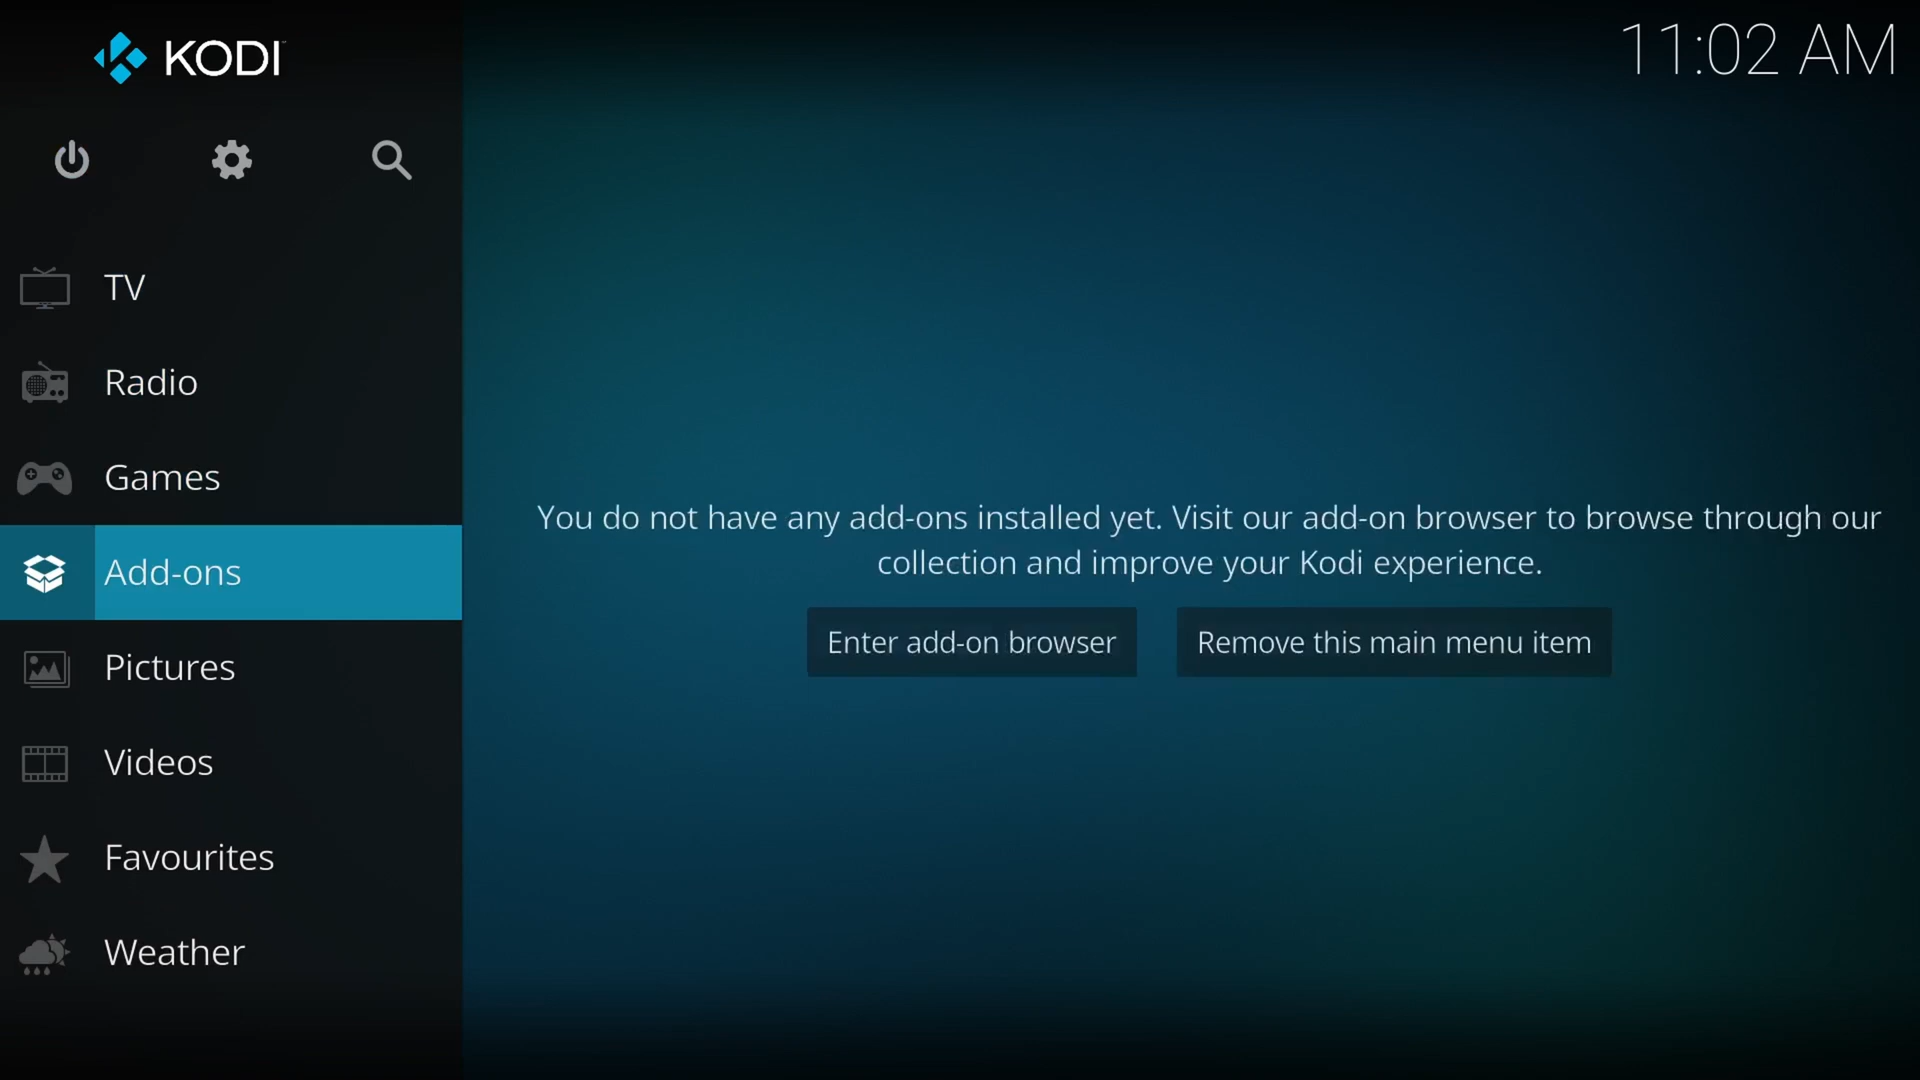 KODI
11:02 AM
TV
Radio
Games
Add-ons
Pictures
Videos
Favourites
Weather
You do not have any add-ons installed yet. Visit our add-on browser to browse through our
collection and improve your Kodi experience.
Enter add-on browser
Remove this main menu item